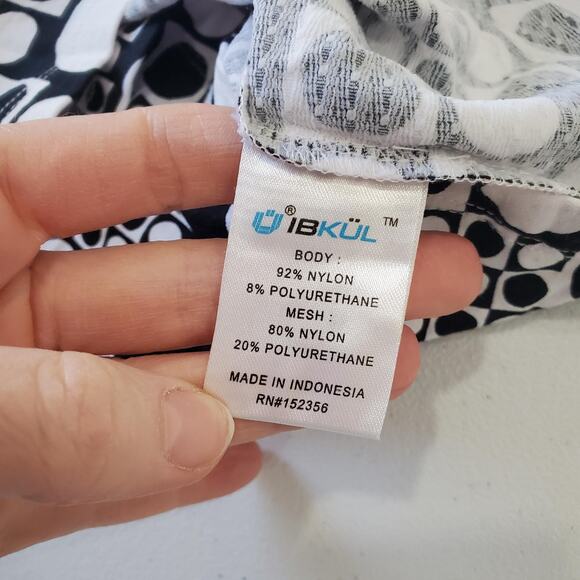 ® IBKÜL ™
BODY :
92% NYLON
8% POLYURETHANE
MESH :
80% NYLON
20% POLYURETHANE
MADE IN INDONESIA
RN#152356